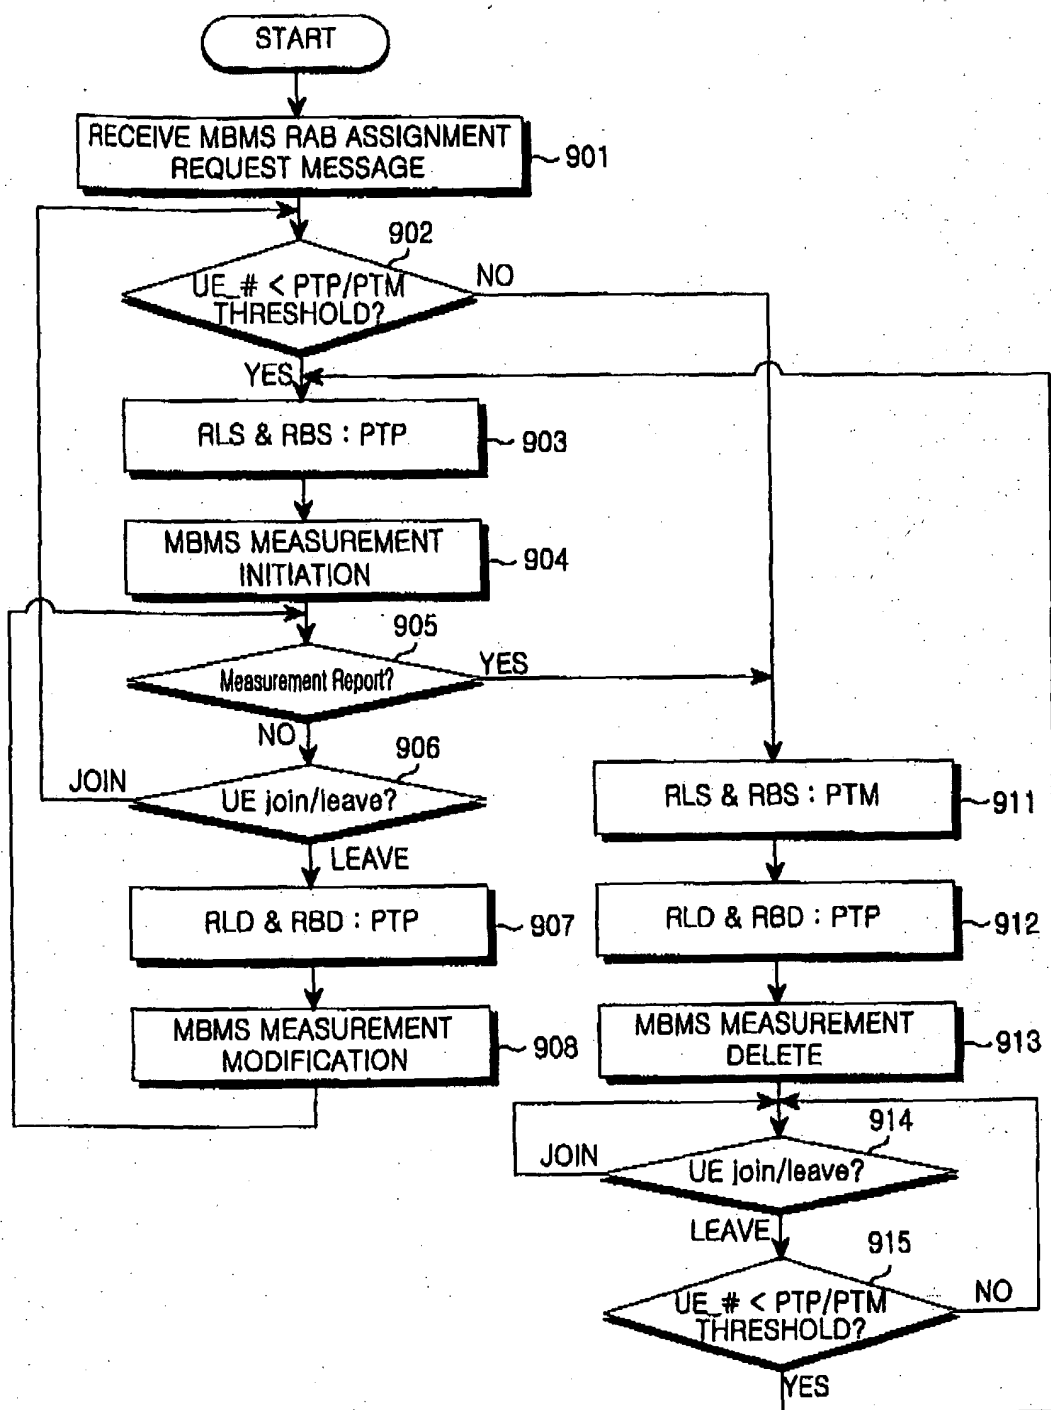 START
RECEIVE MBMS RAB ASSIGNMENT
REQUEST MESSAGE
901
902
UE_# < PTP/PTM
THRESHOLD?
NO
YES
RLS & RBS : PTP
903
MBMS MEASUREMENT
INITIATION
904
905
Measurement Report?
YES
NO
906
JOIN
UE join/leave?
LEAVE
RLS & RBS : PTM
911
RLD & RBD : PTP
907
RLD & RBD : PTP
912
MBMS MEASUREMENT
MODIFICATION
908
MBMS MEASUREMENT
DELETE
913
914
JOIN
UE join/leave?
LEAVE
915
UE_# < PTP/PTM
THRESHOLD?
NO
YES